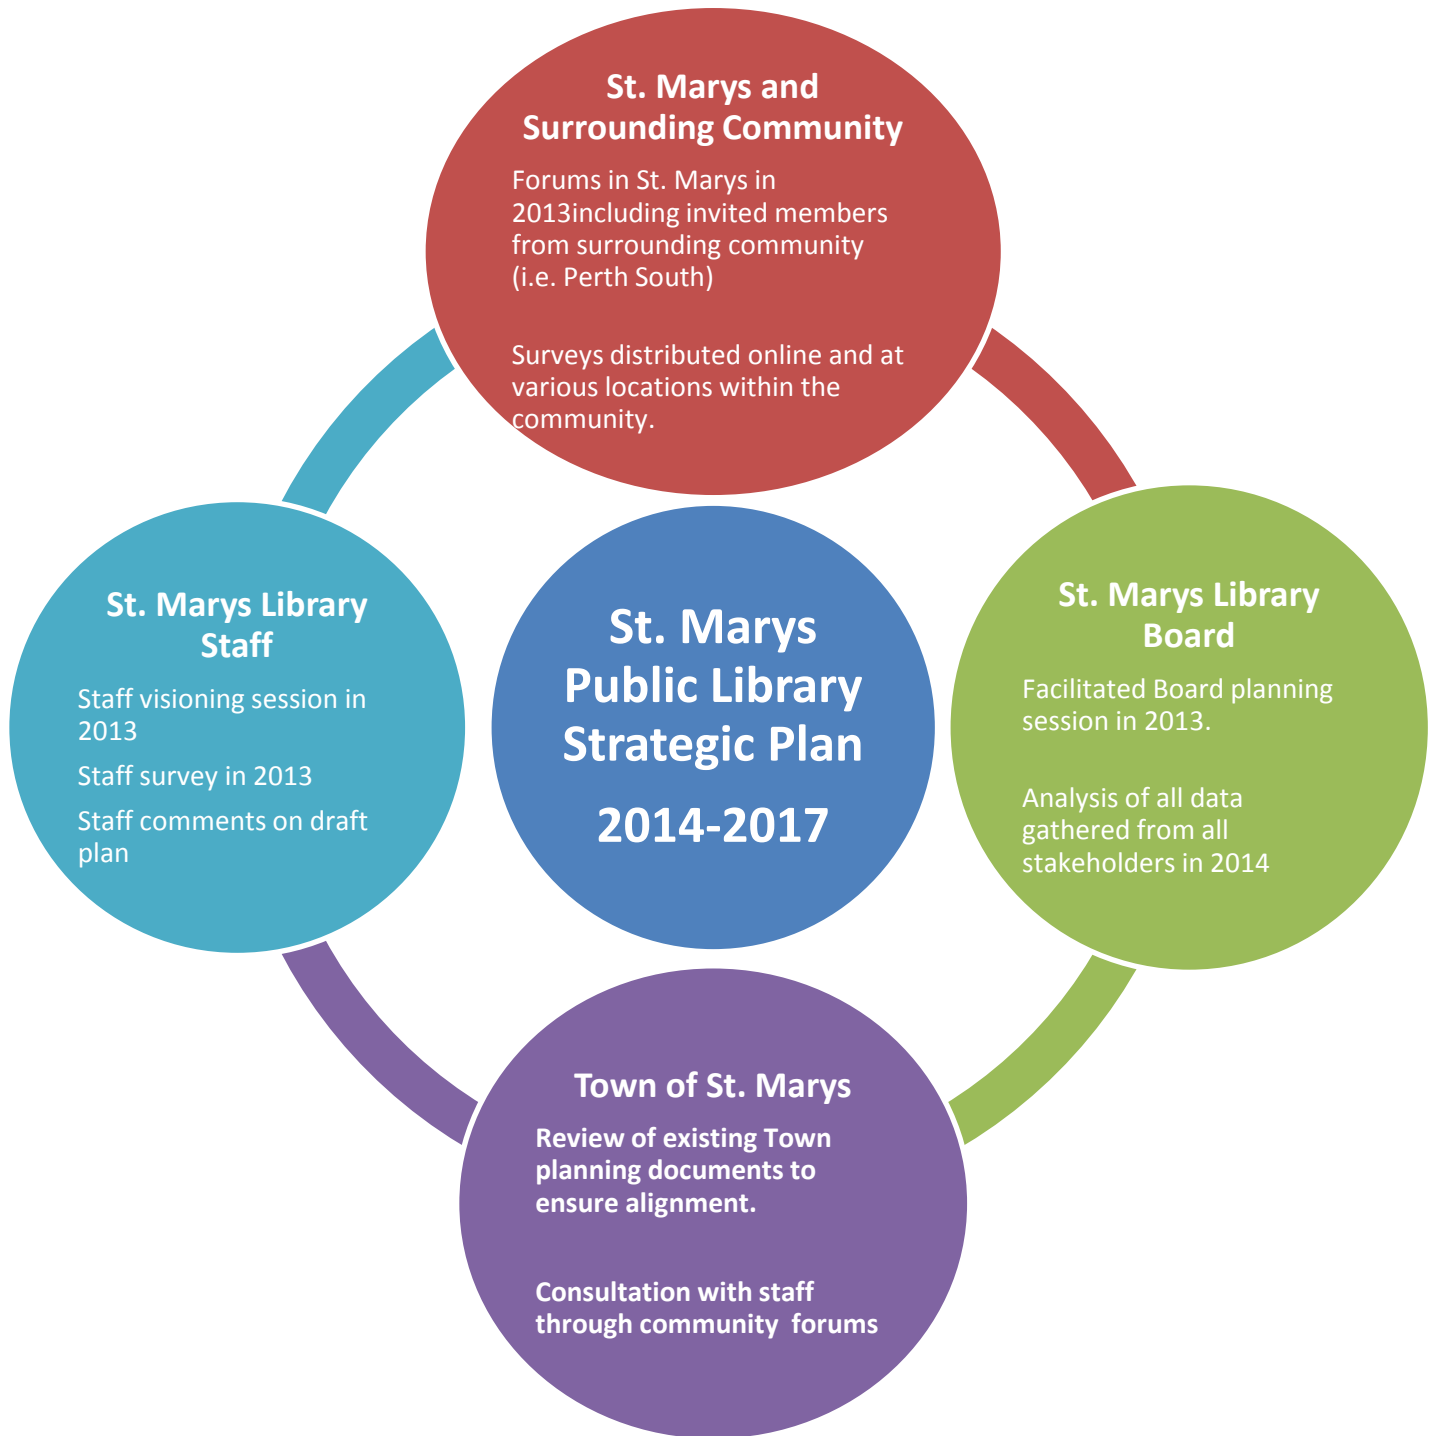 St. Marys and
Surrounding Community
Forums in St. Marys in
2013including invited members
from surrounding community
(i.e. Perth South)
Surveys distributed online and at
various locations within the
community.
St. Marys Library
Staff
Staff visioning session in
2013
Staff survey in 2013
Staff comments on draft
plan
St. Marys
Public Library
Strategic Plan
2014-2017
St. Marys Library
Board
Facilitated Board planning
session in 2013.
Analysis of all data
gathered from all
stakeholders in 2014
Town of St. Marys
Review of existing Town
planning documents to
ensure alignment.
Consultation with staff
through community  forums